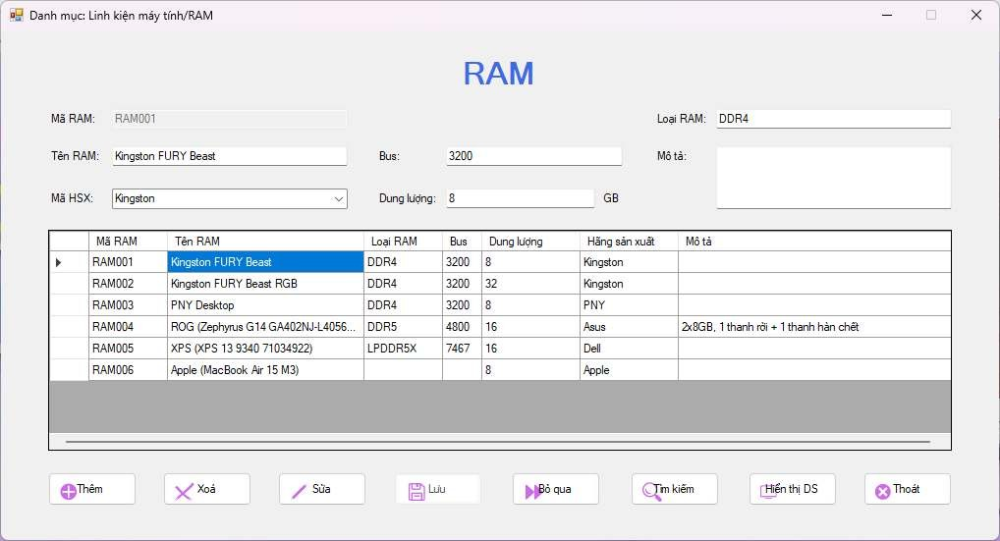 Danh mục: Linh kiện máy tính/RAM
RAM
Mã RAM: RAM001 Loại RAM: DDR4
Tên RAM: Kingston FURY Beast Bus: 3200 Mô tả:
Mã HSX: Kingston Dung lượng: 8 GB
Mã RAM Tên RAM Loại RAM Bus Dung lượng Hãng sản xuất Mô tả
RAM001 Kingston FURY Beast DDR4 3200 8 Kingston
RAM002 Kingston FURY Beast RGB DDR4 3200 32 Kingston
RAM003 PNY Desktop DDR4 3200 8 PNY
RAM004 ROG (Zephyrus G14 GA402NJ-L4056... DDR5 4800 16 Asus 2x8GB, 1 thanh rời + 1 thanh hàn chết
RAM005 XPS (XPS 13 9340 71034922) LPDDR5X 7467 16 Dell
RAM006 Apple (MacBook Air 15 M3) 8 Apple
Thêm Xoá Sửa Lưu Bỏ qua Tìm kiếm Hiển thị DS Thoát